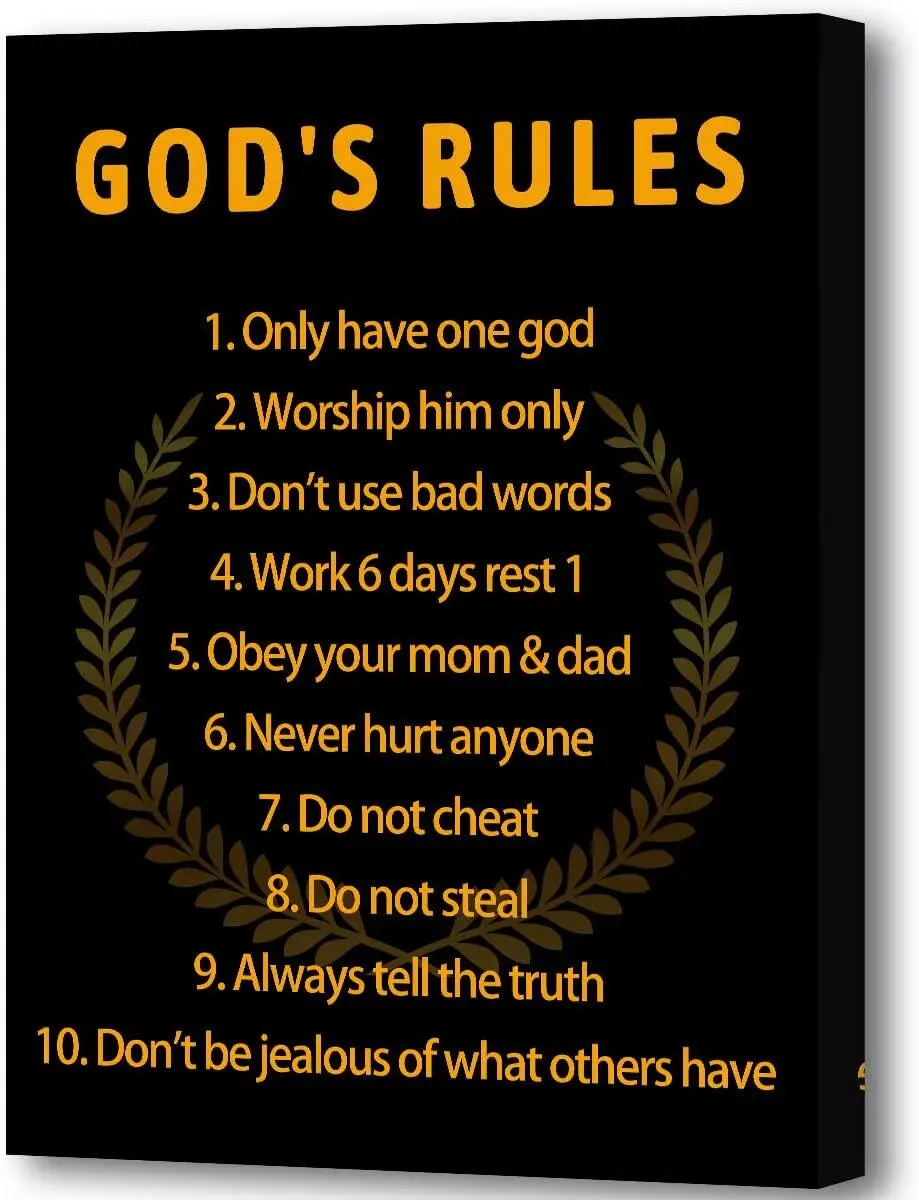 GOD'S RULES
1. Only have one god
2. Worship him only
3. Don’t use bad words
4. Work 6 days rest 1
5. Obey your mom & dad
6. Never hurt anyone
7. Do not cheat
8. Do not steal
9. Always tell the truth
10. Don’t be jealous of what others have